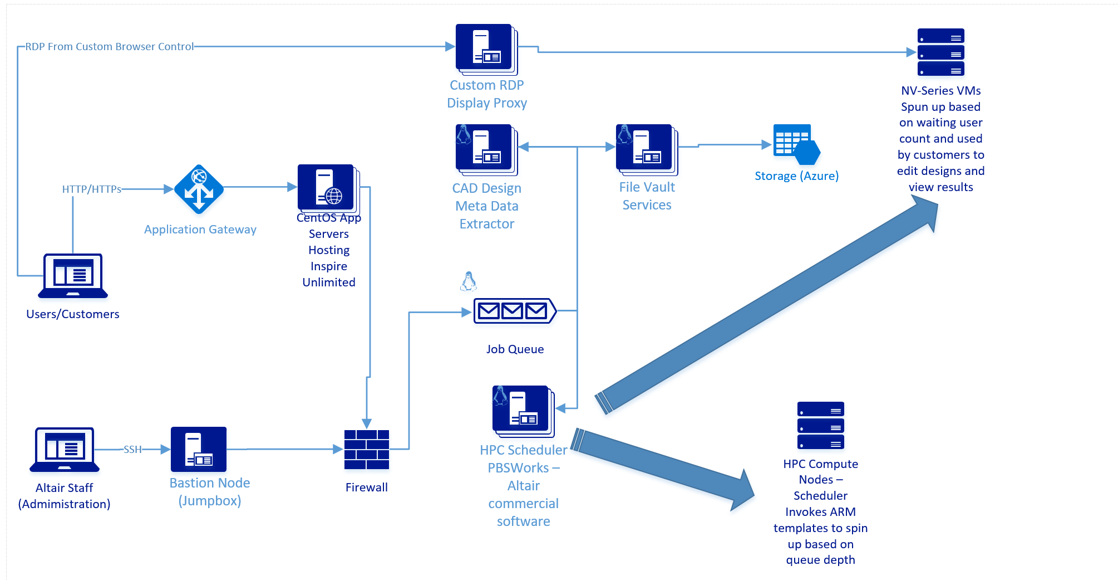 RDP From Custom Browser Control
Custom RDP
Display Proxy
NV-Series VMs
Spun up based
on waiting user
count and used
by customers to
edit designs and
view results
CAD Design
Meta Data
Extractor
File Vault
Services
Storage (Azure)
HTTP/HTTPs
Application Gateway
CentOS App
Servers
Hosting
Inspire
Unlimited
Users/Customers
Job Queue
HPC Scheduler
PBSWorks –
Altair
commercial
software
SSH
Altair Staff
(Admimistration)
Bastion Node
(Jumpbox)
Firewall
HPC Compute
Nodes –
Scheduler
Invokes ARM
templates to spin
up based on
queue depth